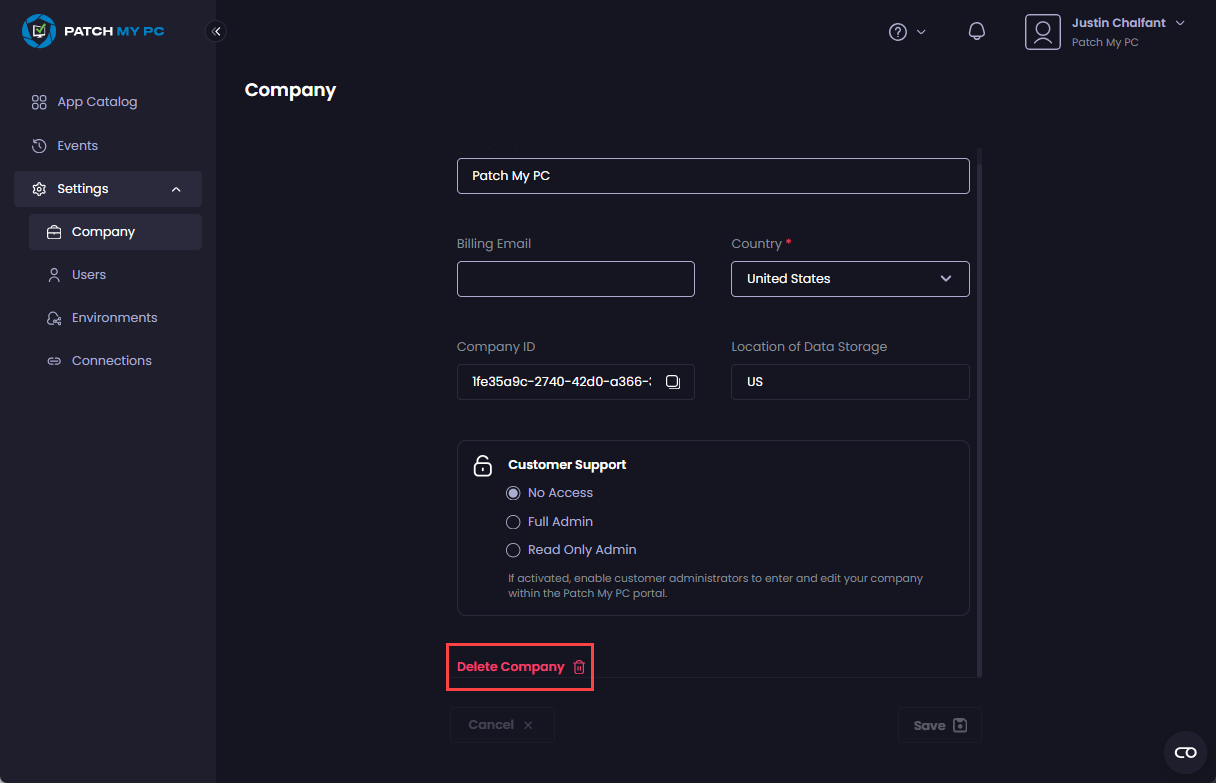 PATCH MY PC
Justin Chalfant
Patch My PC
Company
App Catalog
Events
Settings
Company
Users
Environments
Connections
Patch My PC
Billing Email
Country *
United States
Company ID
Location of Data Storage
1fe35a9c-2740-42d0-a366-
US
Customer Support
No Access
Full Admin
Read Only Admin
If activated, enable customer administrators to enter and edit your company
within the Patch My PC portal.
Delete Company
Cancel
Save